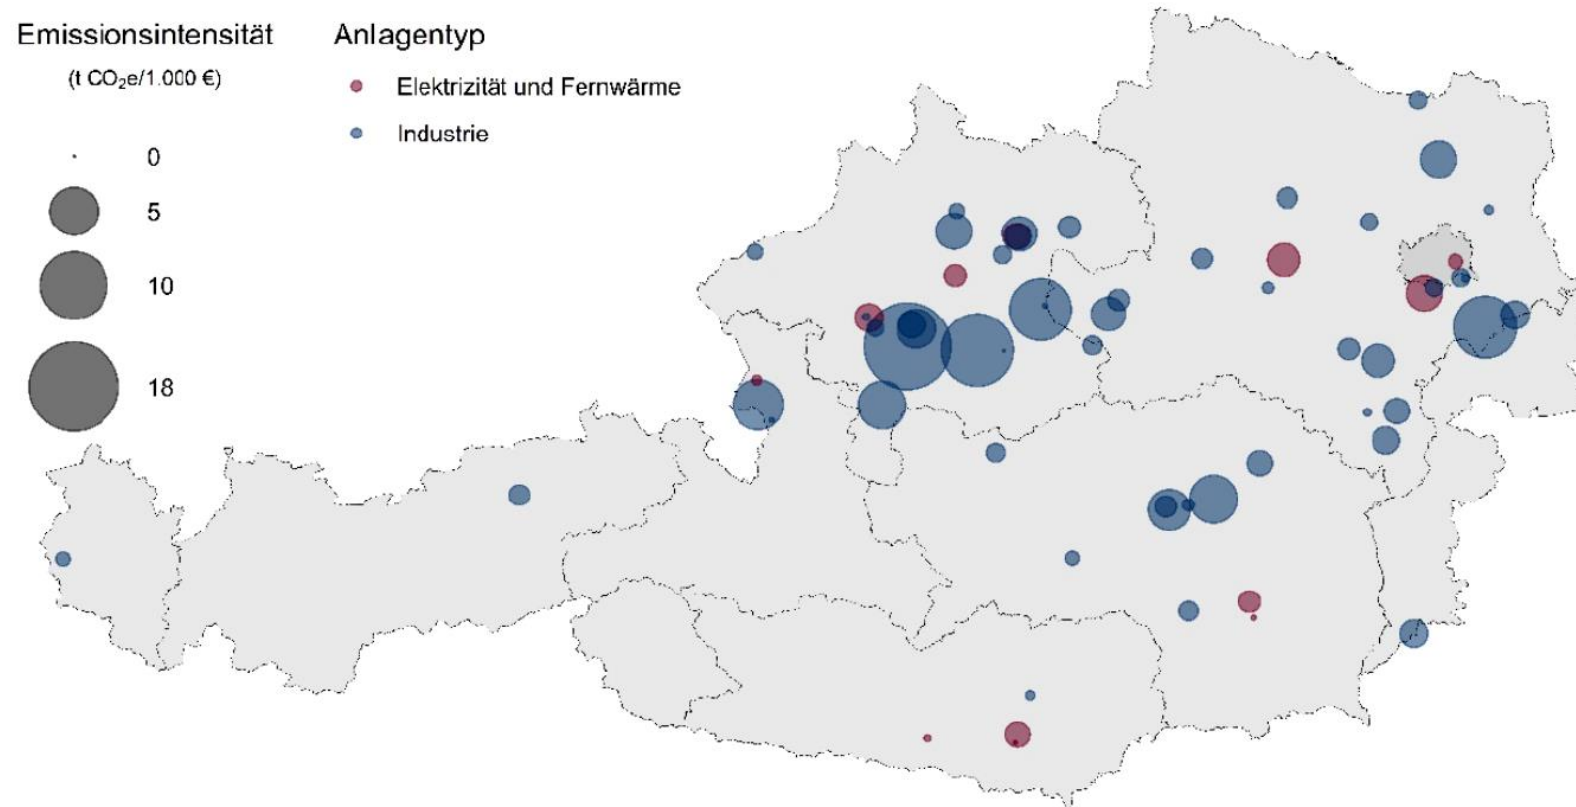 Emissionsintensität
(t CO₂e/1.000 €)
0
5
10
18
Anlagentyp
Elektrizität und Fernwärme
Industrie